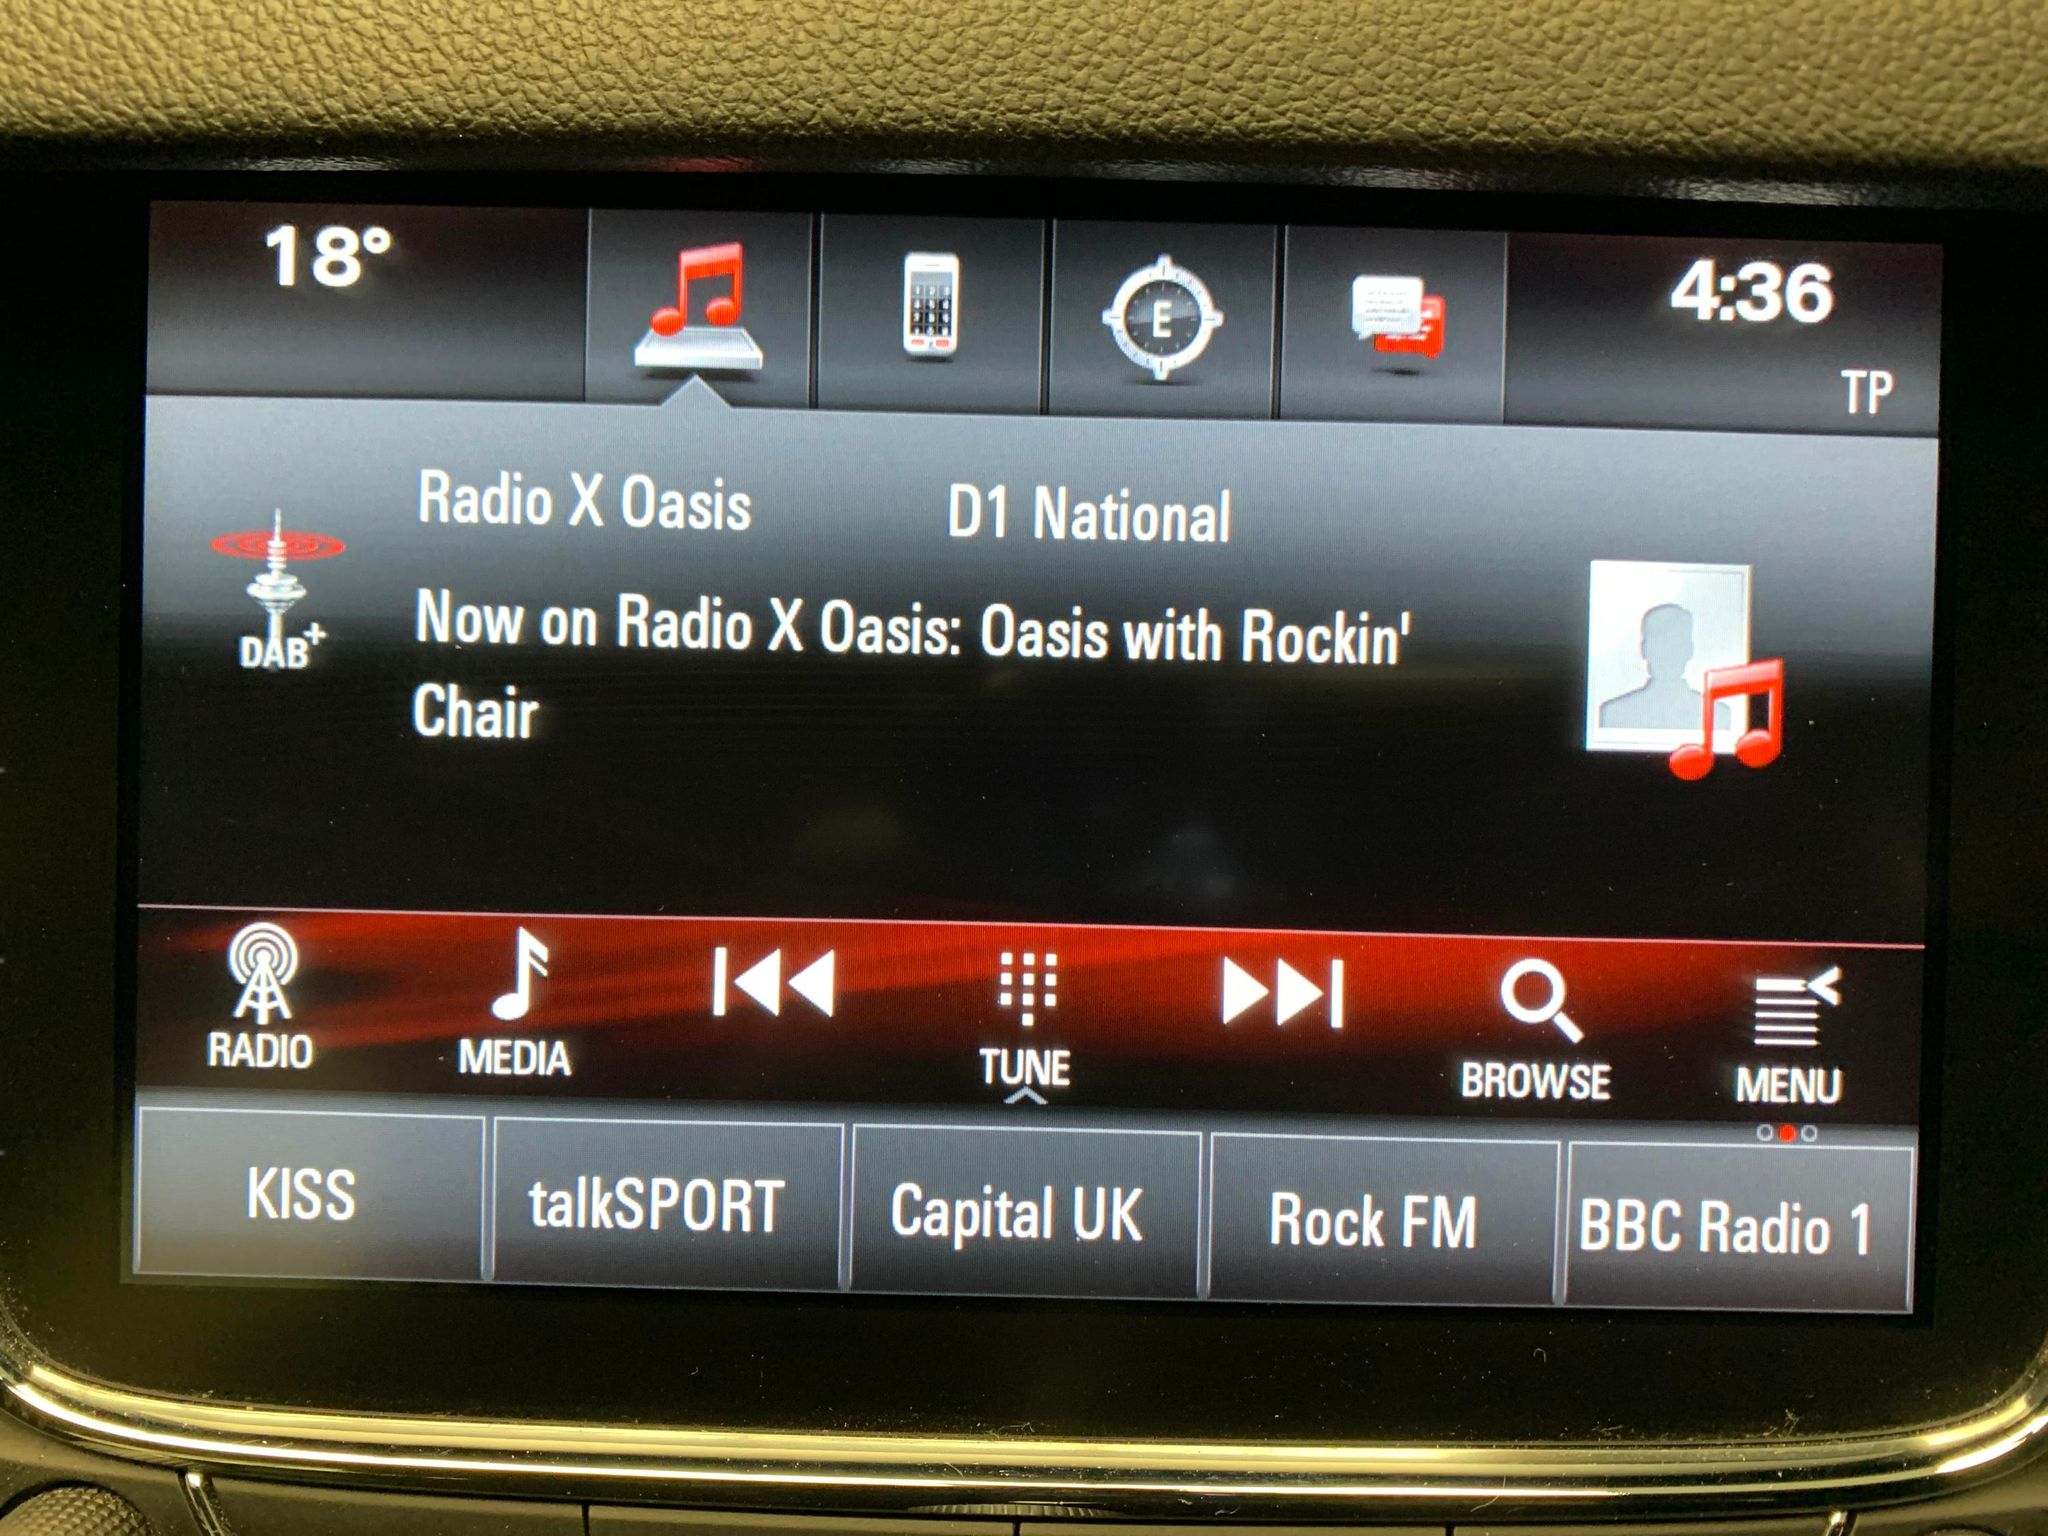 18°
E
4:36
TP
Radio X Oasis
D1 National
DAB+
Now on Radio X Oasis: Oasis with Rockin'
Chair
RADIO
MEDIA
TUNE
BROWSE
MENU
KISS
talkSPORT
Capital UK
Rock FM
BBC Radio 1